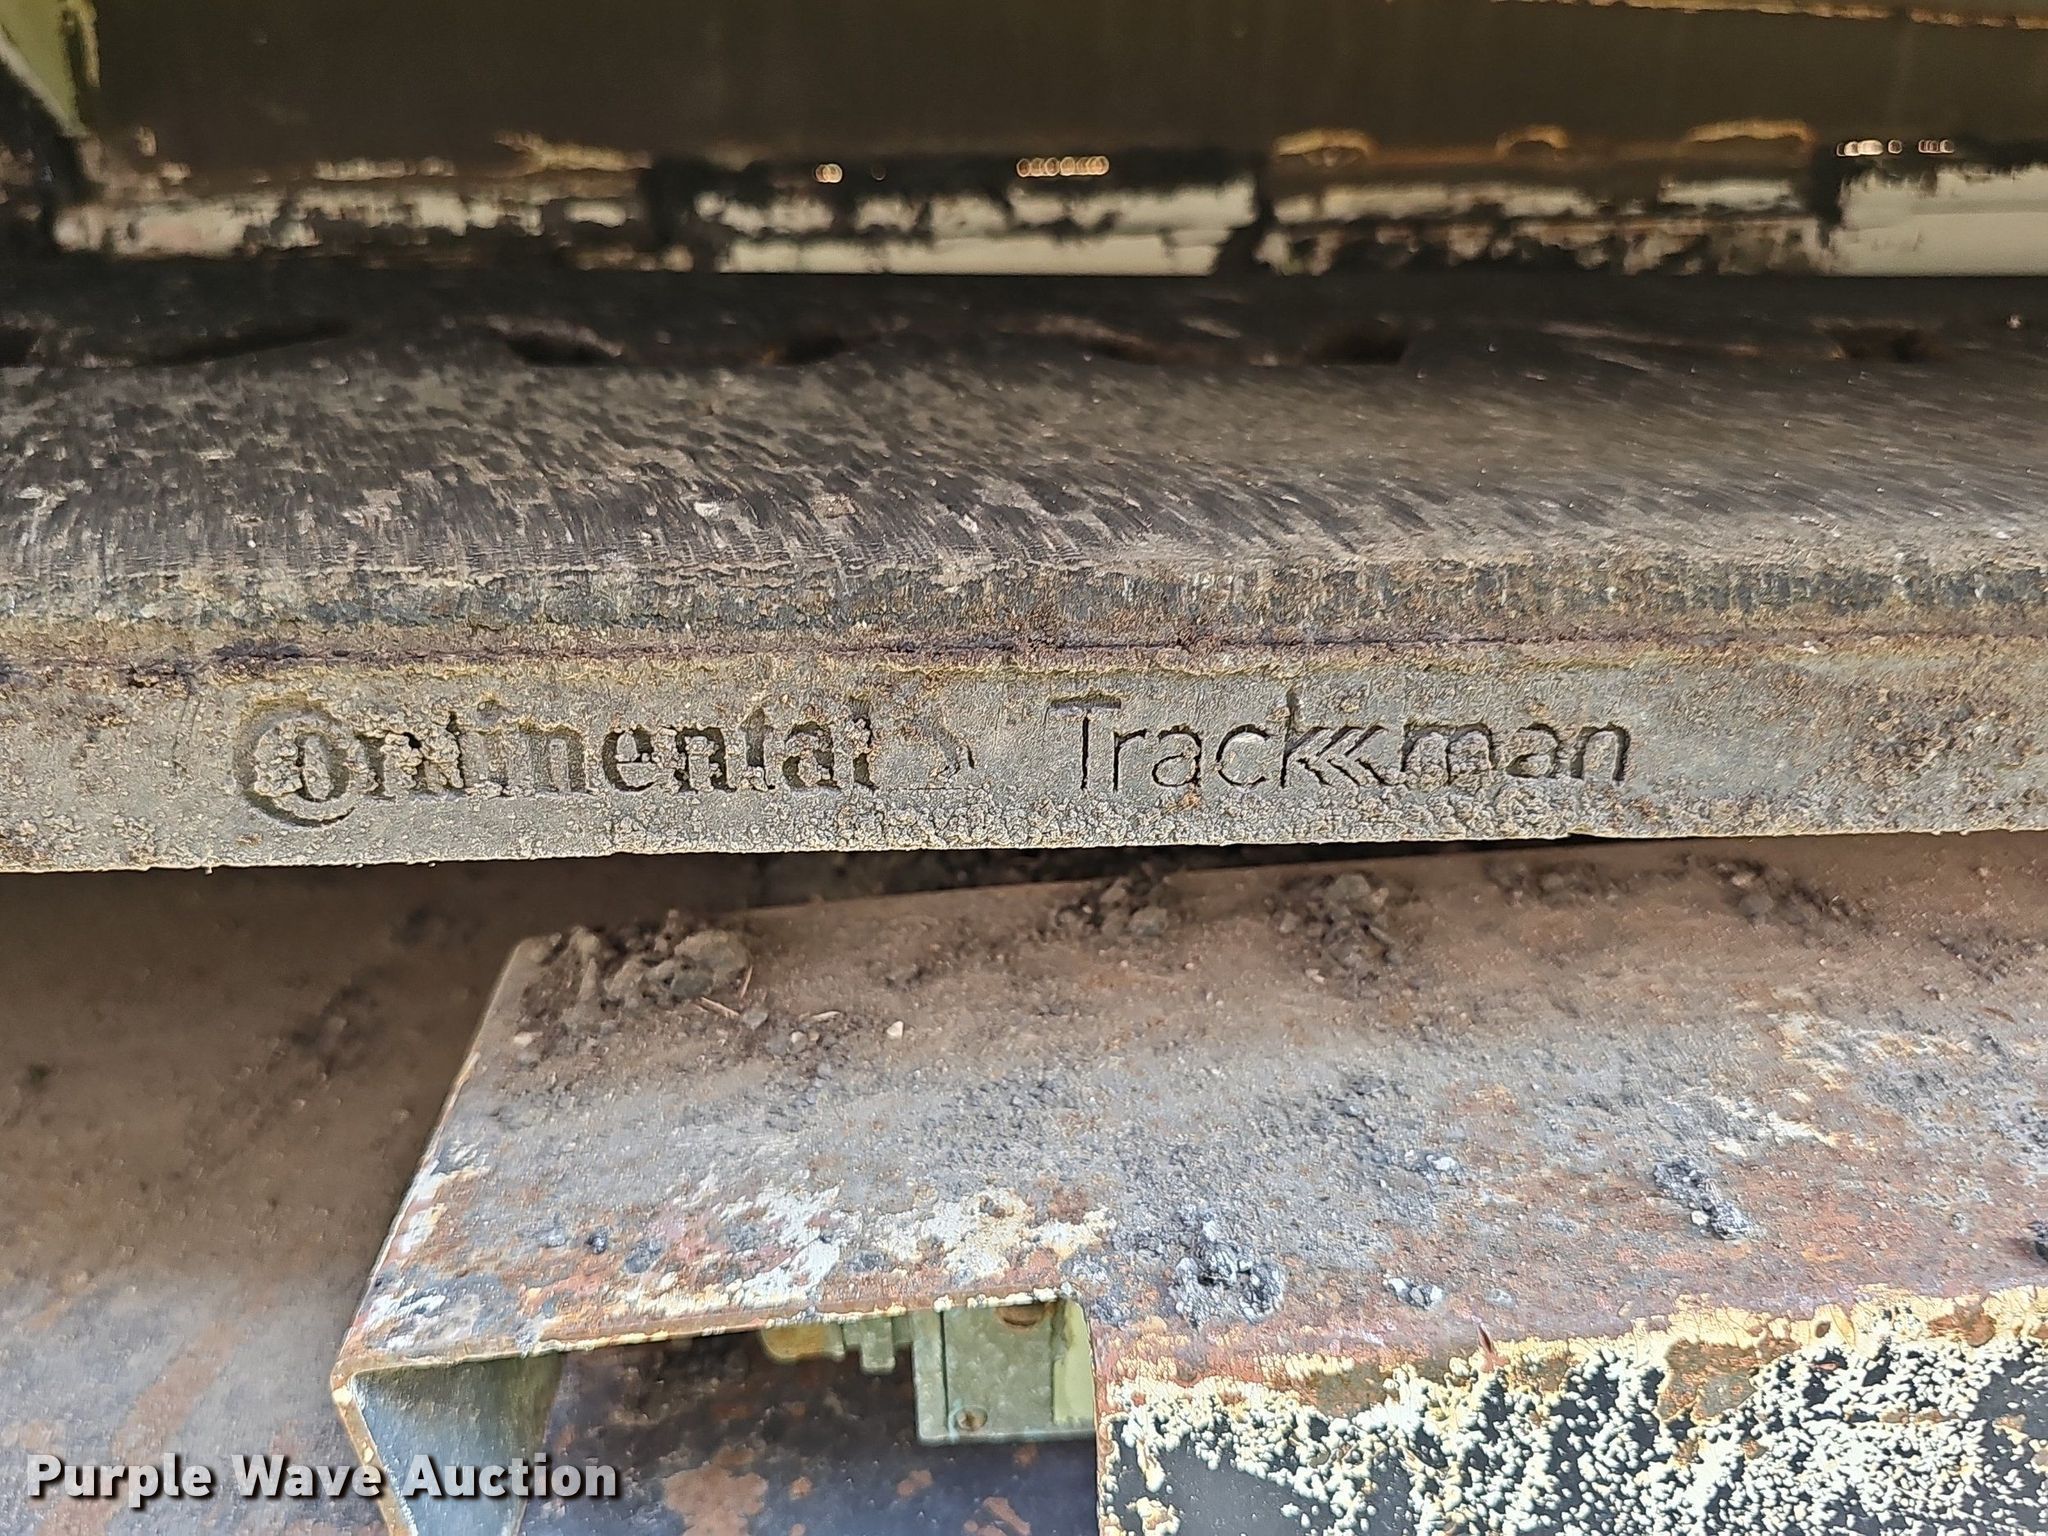 Continental Trackman
Purple Wave Auction